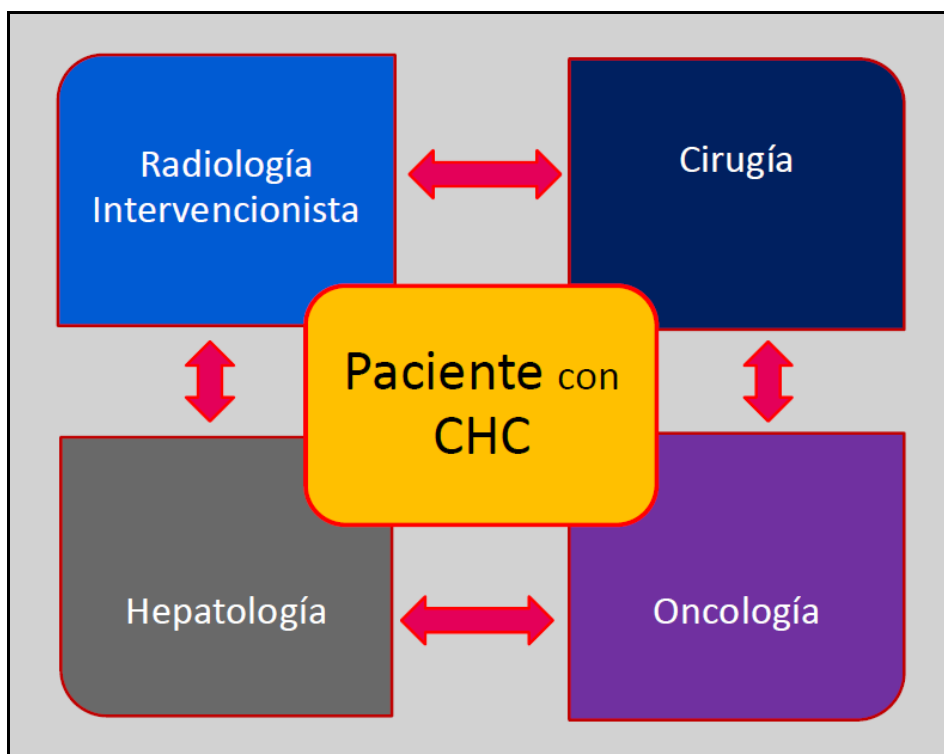 Radiología
Intervencionista
Cirugía
Paciente con
CHC
Hepatología
Oncología